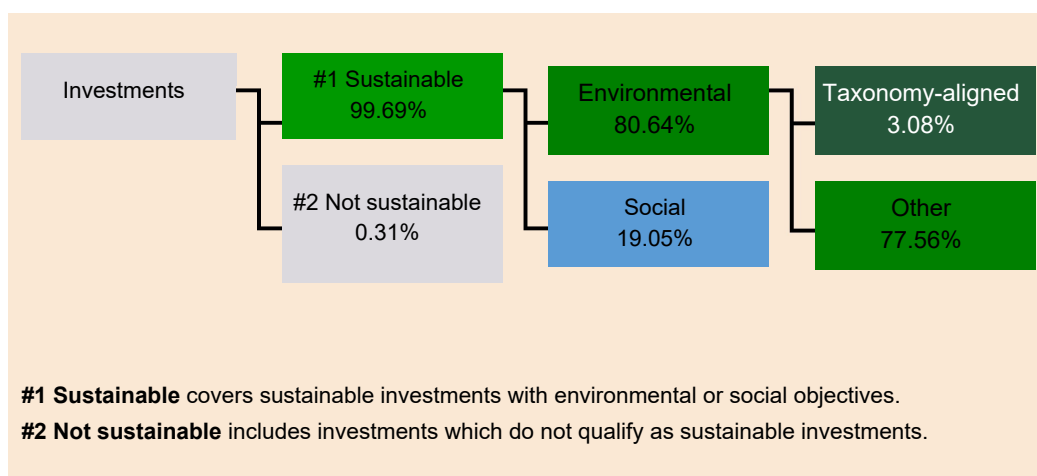 Investments
#1 Sustainable
99.69%
#2 Not sustainable
0.31%
Environmental
80.64%
Social
19.05%
Taxonomy-aligned
3.08%
Other
77.56%
#1 Sustainable covers sustainable investments with environmental or social objectives.
#2 Not sustainable includes investments which do not qualify as sustainable investments.